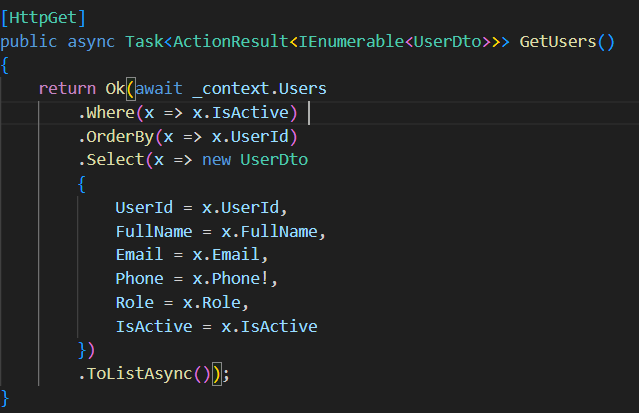 [HttpGet]
public async Task<ActionResult<IEnumerable<UserDto>>> GetUsers()
{
    return Ok(await _context.Users
        .Where(x => x.IsActive)
        .OrderBy(x => x.UserId)
        .Select(x => new UserDto
        {
            UserId = x.UserId,
            FullName = x.FullName,
            Email = x.Email,
            Phone = x.Phone!,
            Role = x.Role,
            IsActive = x.IsActive
        })
        .ToListAsync());
}